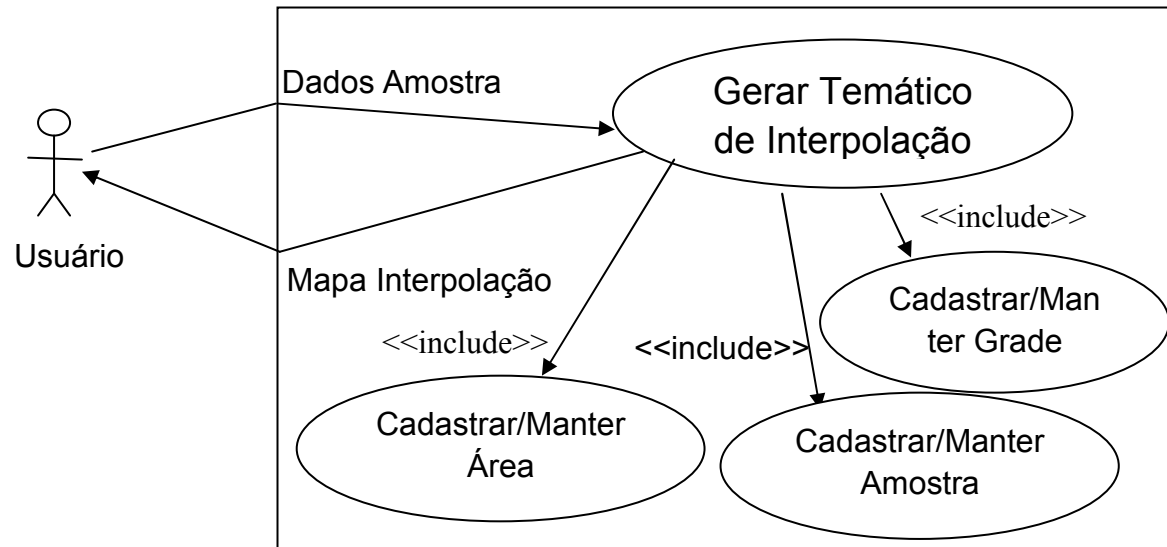 Dados Amostra
Gerar Temático
de Interpolação
Usuário
Mapa Interpolação
<<include>>
Cadastrar/Man
ter Grade
<<include>>
<<include>>
Cadastrar/Manter
Área
Cadastrar/Manter
Amostra